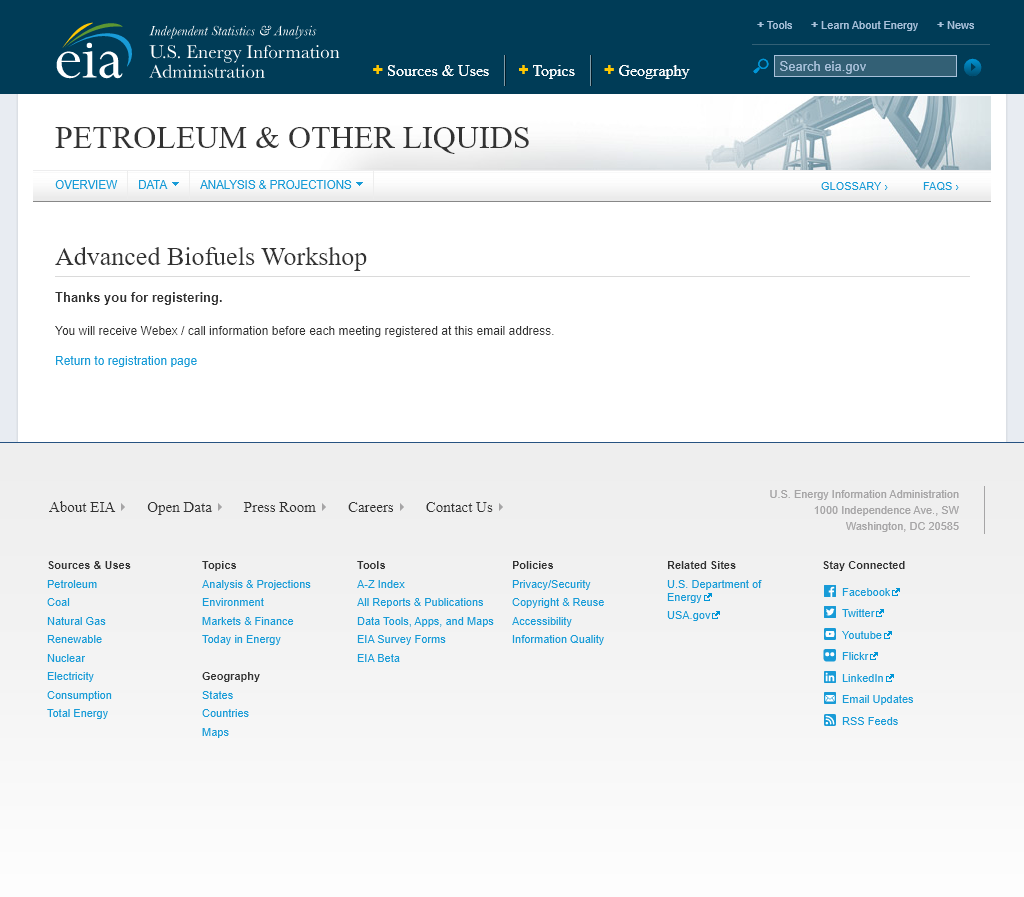 Independent Statistics & Analysis
U.S. Energy Information
Administration
eia
+ Tools
+ Learn About Energy
+ News
+ Sources & Uses
+ Topics
+ Geography
Search eia.gov
PETROLEUM & OTHER LIQUIDS
OVERVIEW
DATA
ANALYSIS & PROJECTIONS
GLOSSARY ›
FAQS ›
Advanced Biofuels Workshop
Thanks you for registering.
You will receive Webex / call information before each meeting registered at this email address.
Return to registration page
About EIA
Open Data
Press Room
Careers
Contact Us
U.S. Energy Information Administration
1000 Independence Ave., SW
Washington, DC 20585
Sources & Uses
Petroleum
Coal
Natural Gas
Renewable
Nuclear
Electricity
Consumption
Total Energy
Topics
Analysis & Projections
Environment
Markets & Finance
Today in Energy
Geography
States
Countries
Maps
Tools
A-Z Index
All Reports & Publications
Data Tools, Apps, and Maps
EIA Survey Forms
EIA Beta
Policies
Privacy/Security
Copyright & Reuse
Accessibility
Information Quality
Related Sites
U.S. Department of
Energy
USA.gov
Stay Connected
Facebook
Twitter
Youtube
Flickr
LinkedIn
Email Updates
RSS Feeds